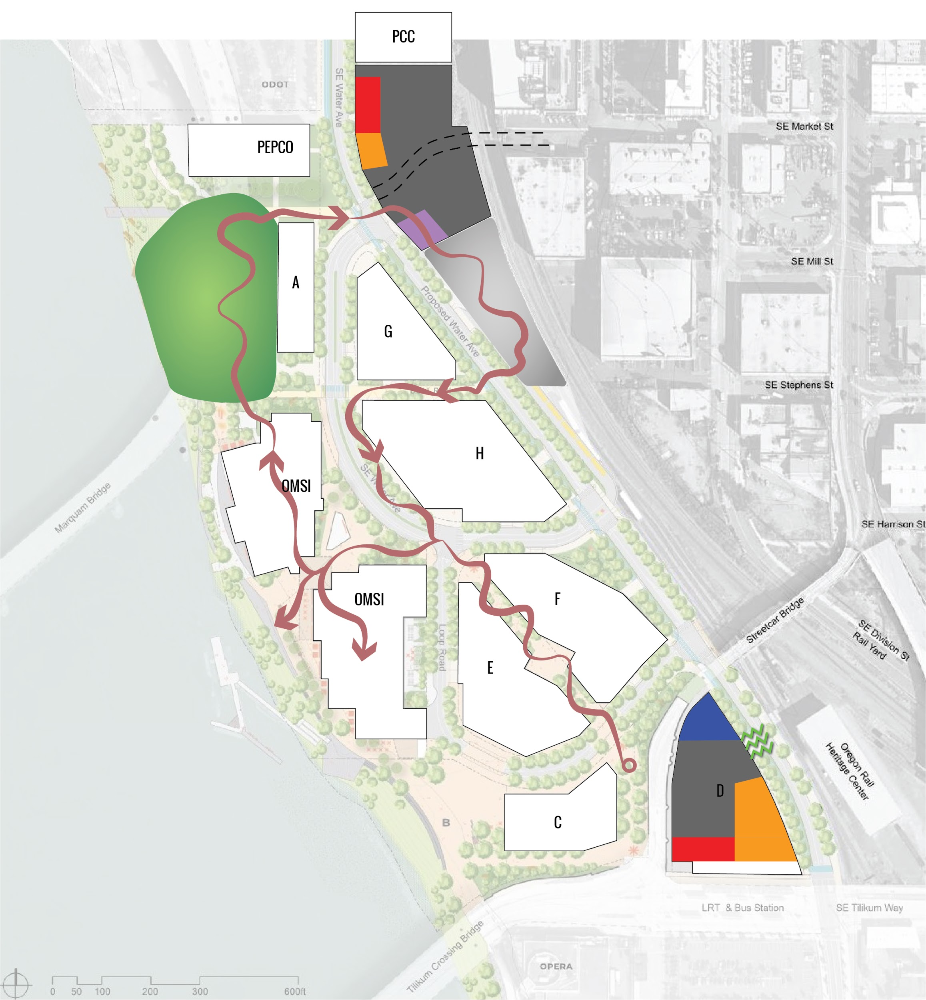 PCC
ODOT
SE Water Ave
SE Market St
PEPCO
SE Mill St
A
Proposed Water Ave
G
SE Stephens St
H
OMSI
SE Water Ave
Marquam Bridge
SE Harrison St
OMSI
F
Streetcar Bridge
SE Division St
Rail Yard
Loop Road
E
Oregon Rail
Heritage Center
D
B
C
LRT & Bus Station
SE Tilikum Way
Tilikum Crossing Bridge
OPERA
0 50 100 200 300 600ft